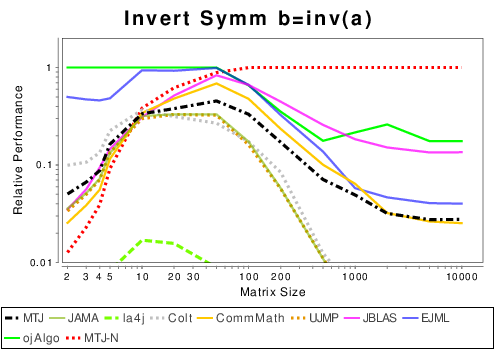 Invert Symm b=inv(a)
Relative Performance
1
0.1
0.01
2 3 4 5 10 20 30 100 200 1000 2000 10000
Matrix Size
MTJ JAMA la4j Colt CommMath UJMP JBLAS EJML
ojAlgo MTJ-N